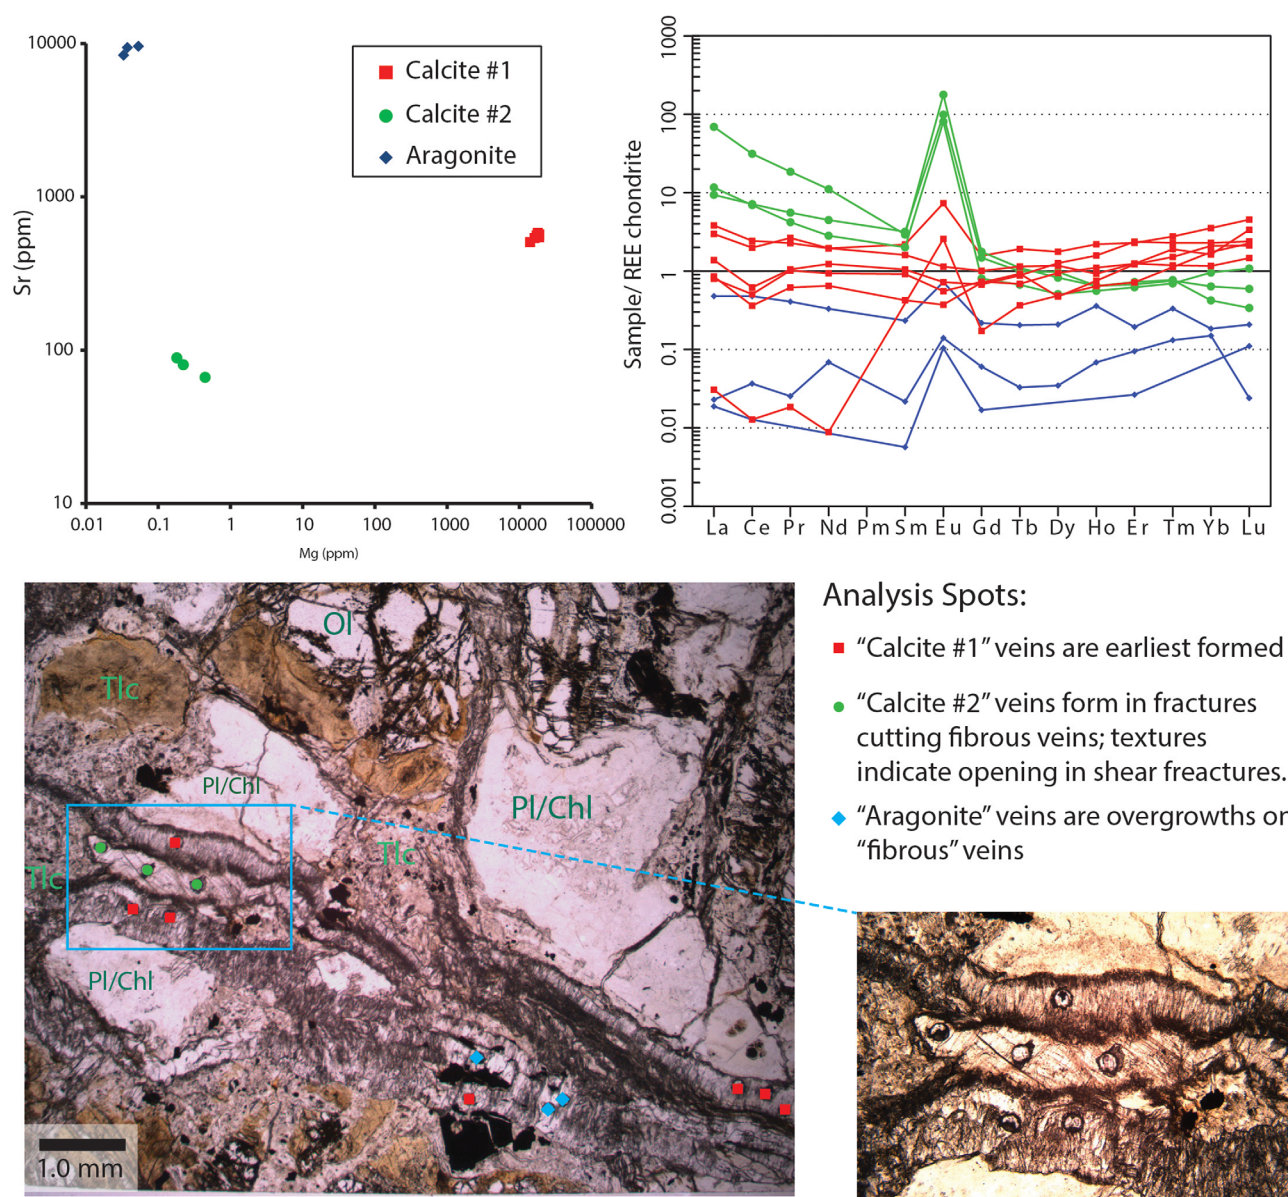 10000
1000
100
10
Sr (ppm)
0.01 0.1 1 10 100 1000 10000 100000
Mg (ppm)
Calcite #1
Calcite #2
Aragonite
1000
100
10
1
0.1
0.01
0.001
Sample/ REE chondrite
La Ce Pr Nd Pm Sm Eu Gd Tb Dy Ho Er Tm Yb Lu
Ol
Tlc
Pl/Chl
Pl/Chl
Tlc
Tlc
Pl/Chl
1.0 mm
Analysis Spots:
“Calcite #1” veins are earliest formed
“Calcite #2” veins form in fractures
cutting fibrous veins; textures
indicate opening in shear freactures.
“Aragonite” veins are overgrowths on
“fibrous” veins